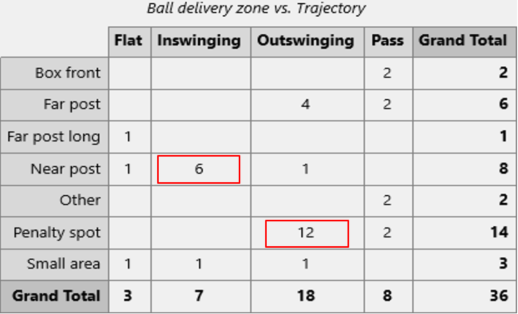 Ball delivery zone vs. Trajectory
Flat Inswinging Outswinging Pass Grand Total
Box front 2 2
Far post 4 2 6
Far post long 1 1
Near post 1 6 1 8
Other 2 2
Penalty spot 12 2 14
Small area 1 1 1 3
Grand Total 3 7 18 8 36